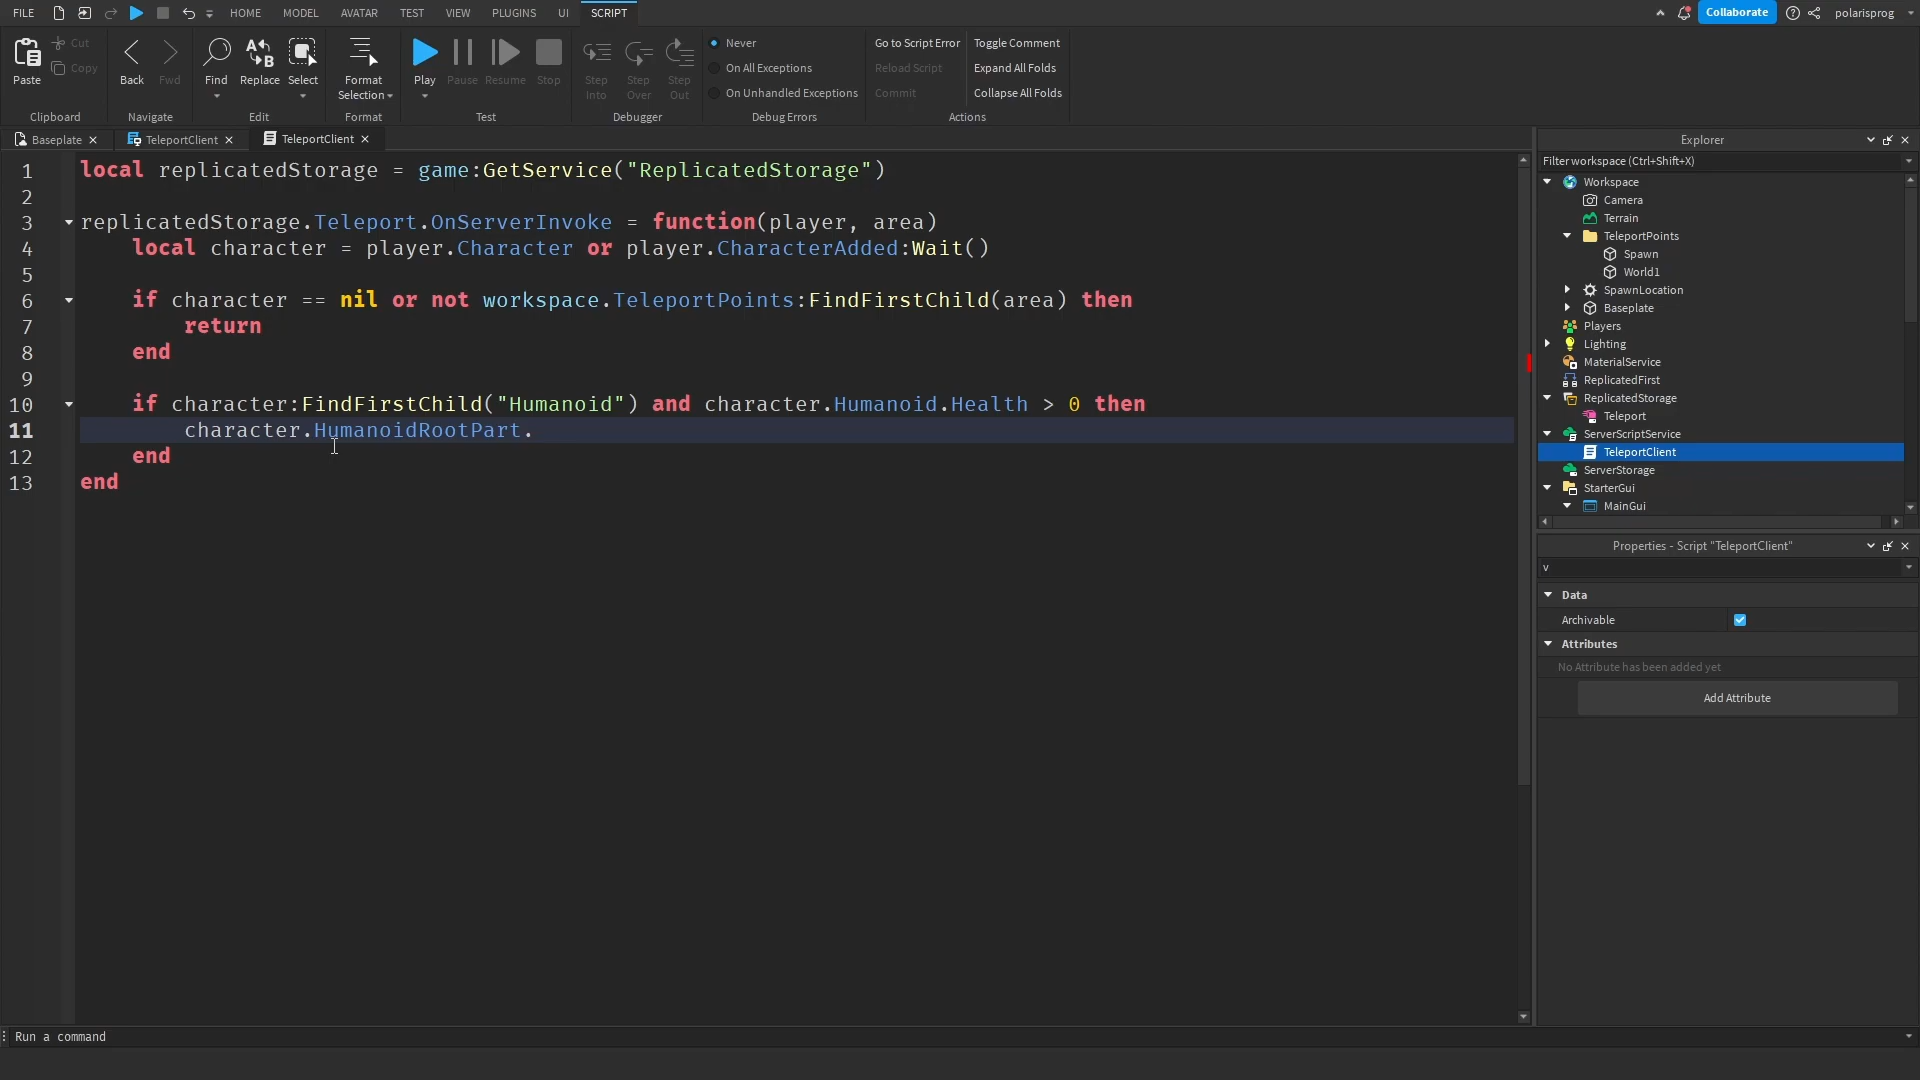 FILE HOME MODEL AVATAR TEST VIEW PLUGINS UI SCRIPT Collaborate polarisprog
Paste Cut Copy Back Fwd Find Replace Select Format Selection Play Pause Resume Stop Step Into Step Over Step Out
Never Go to Script Error Toggle Comment
On All Exceptions Reload Script Expand All Folds
On Unhandled Exceptions Commit Collapse All Folds
Clipboard Navigate Edit Format Test Debugger Debug Errors Actions
Baseplate TeleportClient TeleportClient
1 local replicatedStorage = game:GetService("ReplicatedStorage")
2
3 replicatedStorage.Teleport.OnServerInvoke = function(player, area)
4 local character = player.Character or player.CharacterAdded:Wait()
5
6 if character == nil or not workspace.TeleportPoints:FindFirstChild(area) then
7 return
8 end
9
10 if character:FindFirstChild("Humanoid") and character.Humanoid.Health > 0 then
11 character.HumanoidRootPart.
12 end
13 end
Explorer
Filter workspace (Ctrl+Shift+X)
Workspace
Camera
Terrain
TeleportPoints
Spawn
World1
SpawnLocation
Baseplate
Players
Lighting
MaterialService
ReplicatedFirst
ReplicatedStorage
Teleport
ServerScriptService
TeleportClient
ServerStorage
StarterGui
MainGui
Properties - Script "TeleportClient"
v
Data
Archivable
Attributes
No Attribute has been added yet
Add Attribute
Run a command